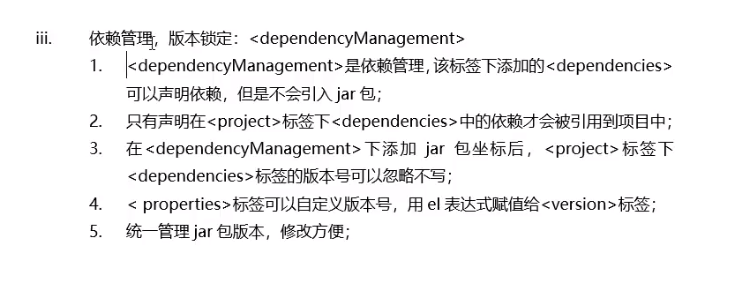 iii. 依赖管理，版本锁定：<dependencyManagement>
1. <dependencyManagement>是依赖管理,该标签下添加的<dependencies>
可以声明依赖，但是不会引入 jar 包；
2. 只有声明在<project>标签下<dependencies>中的依赖才会被引用到项目中；
3. 在<dependencyManagement>下添加 jar 包坐标后，<project>标签下
<dependencies>标签的版本号可以忽略不写；
4. < properties>标签可以自定义版本号，用 el 表达式赋值给<version>标签；
5. 统一管理 jar 包版本，修改方便；